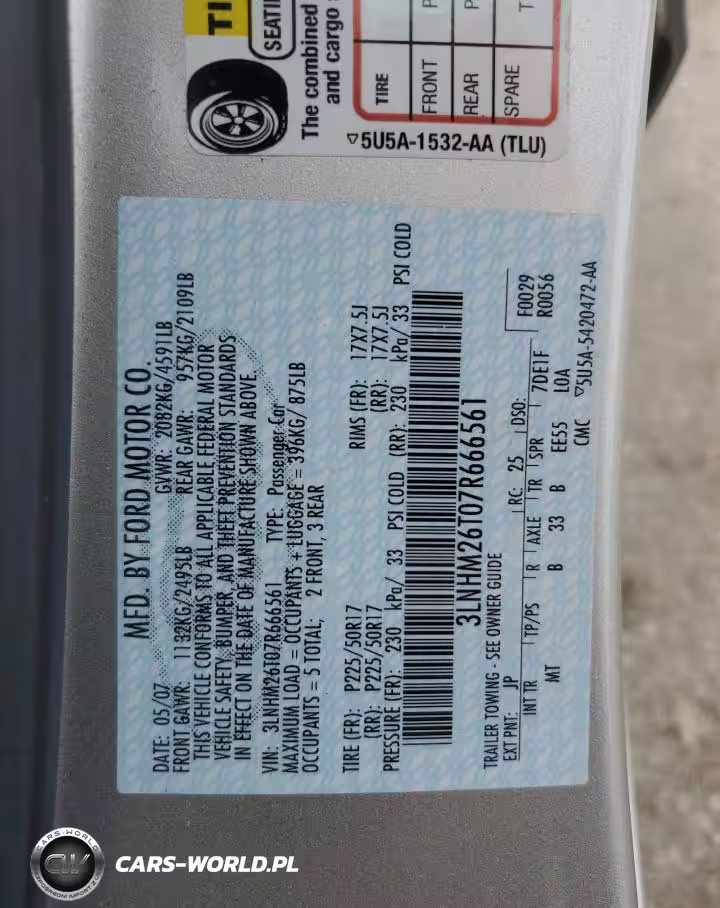 TI
SEATI
The combined
and cargo s
TIRE
FRONT P
REAR P
SPARE T
▽5U5A-1532-AA (TLU)
MFD. BY FORD MOTOR CO.
DATE: 05/07 GVWR: 2082KG/4591LB
FRONT GAWR: 1132KG/2495LB REAR GAWR: 957KG/2109LB
THIS VEHICLE CONFORMS TO ALL APPLICABLE FEDERAL MOTOR
VEHICLE SAFETY, BUMPER, AND THEFT PREVENTION STANDARDS
IN EFFECT ON THE DATE OF MANUFACTURE SHOWN ABOVE.
VIN: 3LNHM26T07R666561 TYPE: Passenger Car
MAXIMUM LOAD = OCCUPANTS + LUGGAGE = 396KG/ 875LB
OCCUPANTS = 5 TOTAL; 2 FRONT, 3 REAR
TIRE (FR): P225/50R17 RIMS (FR): 17X7.5J
(RR): P225/50R17 (RR): 17X7.5J
PRESSURE (FR): 230 kPa/ 33 PSI COLD (RR): 230 kPa/ 33 PSI COLD
3LNHM26T07R666561
TRAILER TOWING - SEE OWNER GUIDE
EXT PNT: JP RC: 25 DSO: F0029
INT TR TP/PS R AXLE TR SPR 7DE1F R0056
MT B 33 B EE55 L0A
CMC ▽5U5A-5420472-AA
CARS-WORLD
CW
CARS-WORLD.PL